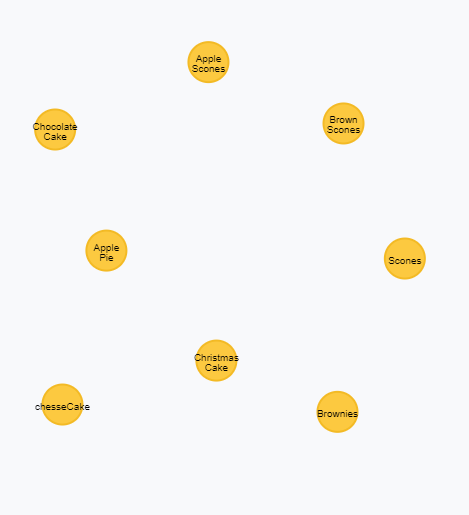 Apple
Scones
Brown
Scones
Chocolate
Cake
Apple
Pie
Scones
Christmas
Cake
chesseCake
Brownies